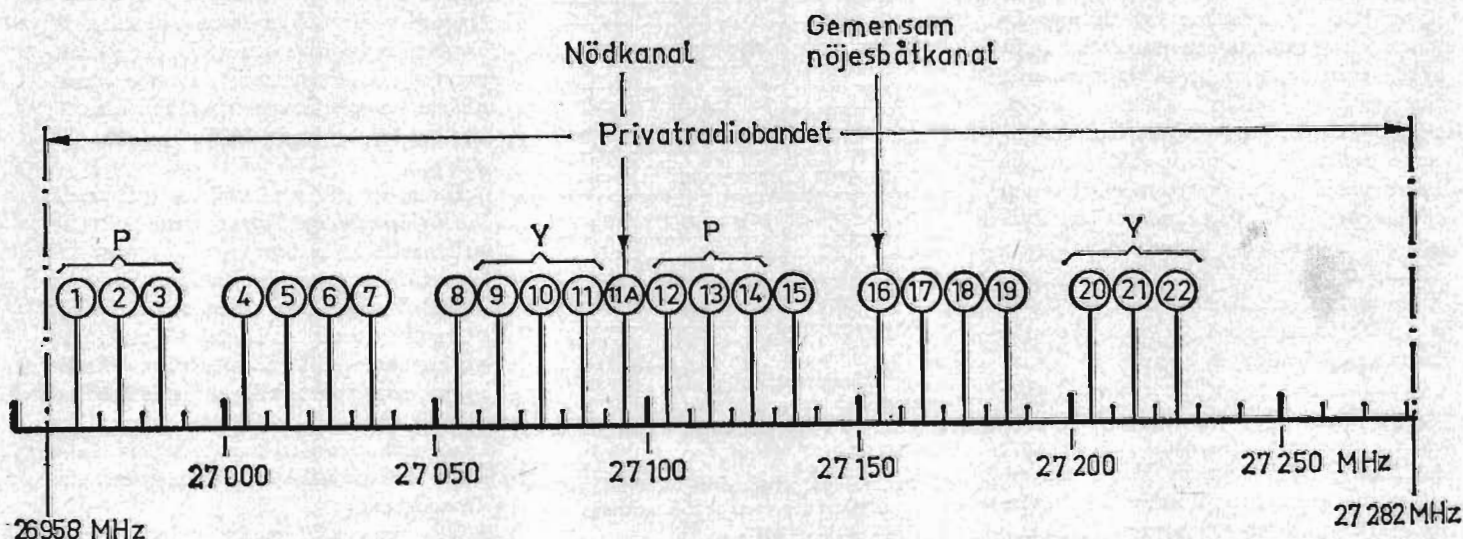 Nödkanal
Gemensam
nöjesbåtkanal
Privatradiobandet
P
Y
P
Y
1 2 3 4 5 6 7 8 9 10 11 11A 12 13 14 15 16 17 18 19 20 21 22
27 000 27 050 27 100 27 150 27 200 27 250 MHz
26958 MHz
27 282 MHz